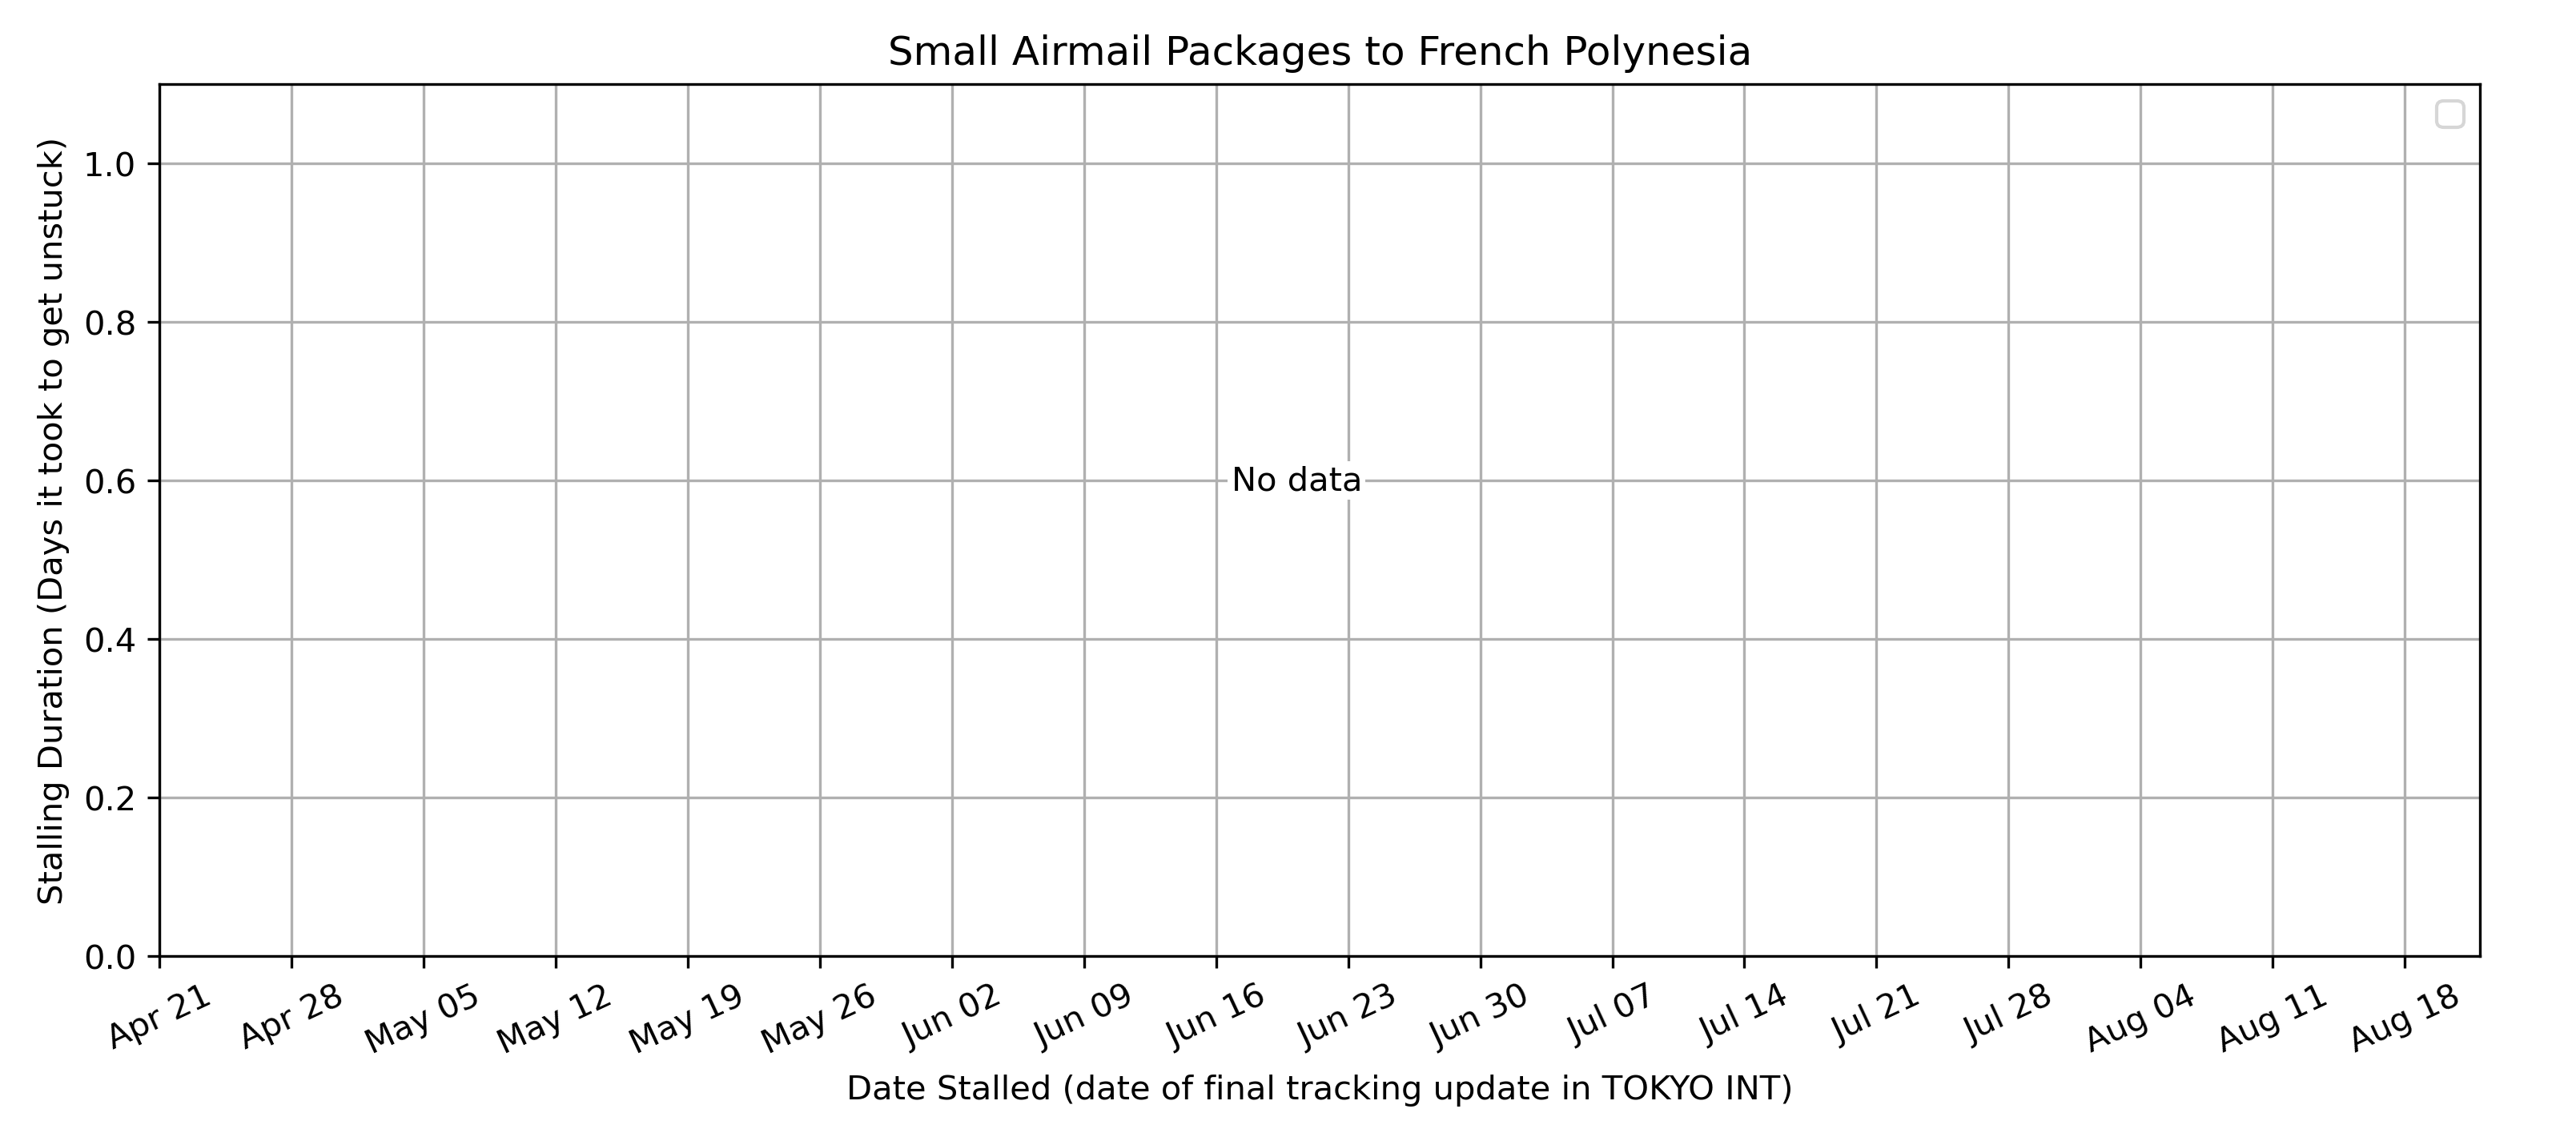 Small Airmail Packages to French Polynesia
Stalling Duration (Days it took to get unstuck)
1.0
0.8
0.6
0.4
0.2
0.0
No data
Apr 21
Apr 28
May 05
May 12
May 19
May 26
Jun 02
Jun 09
Jun 16
Jun 23
Jun 30
Jul 07
Jul 14
Jul 21
Jul 28
Aug 04
Aug 11
Aug 18
Date Stalled (date of final tracking update in TOKYO INT)